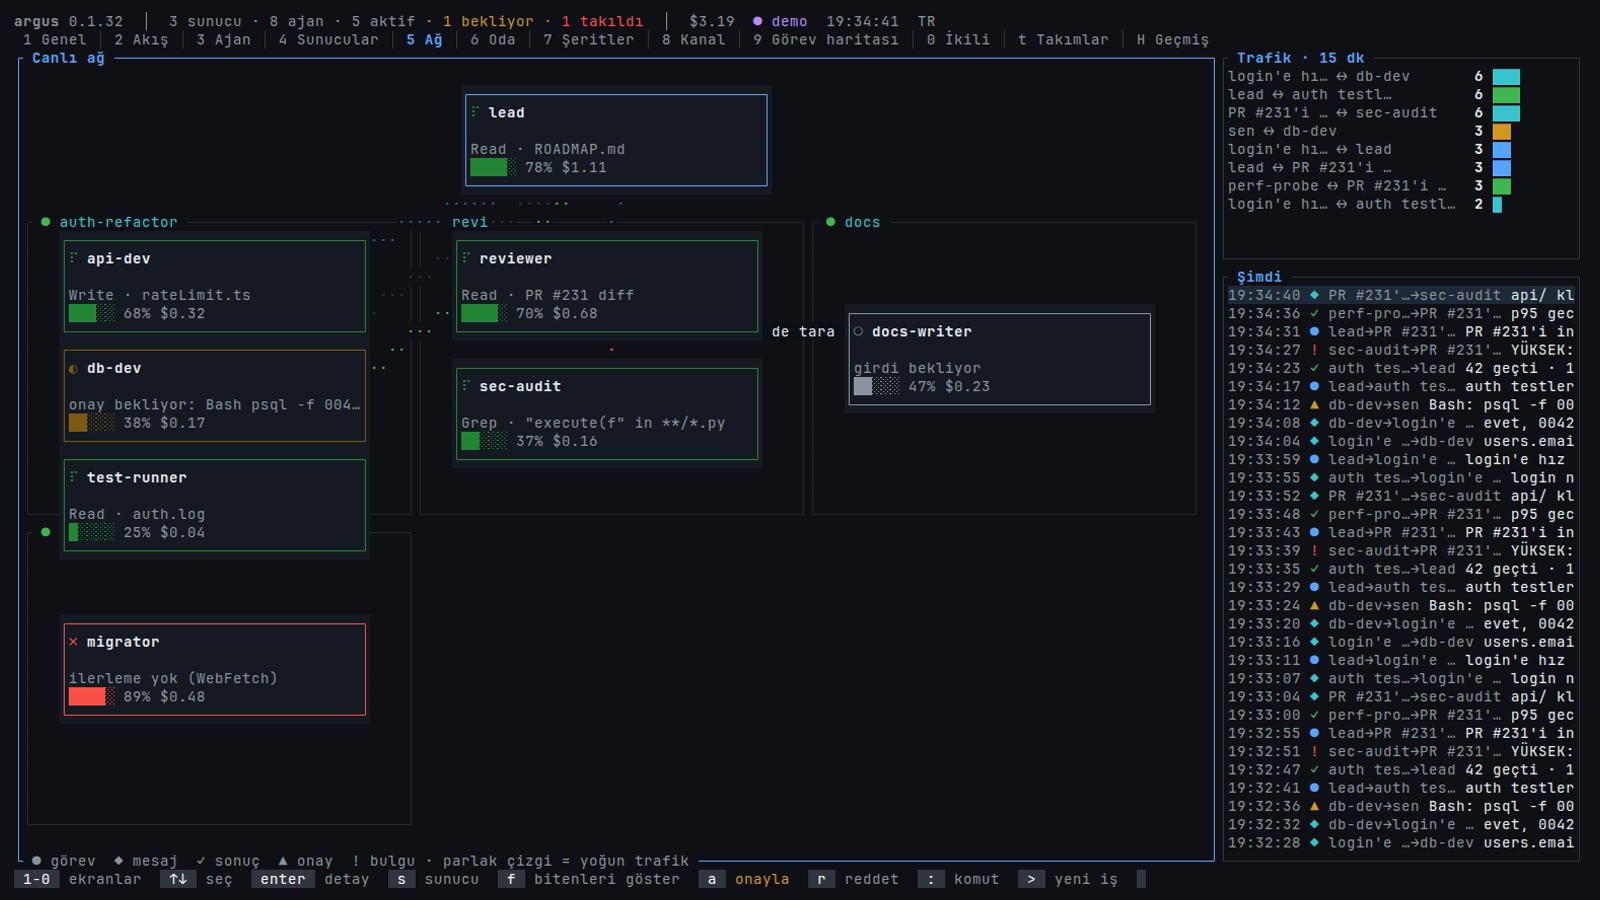 argus 0.1.32 │ 3 sunucu · 8 ajan · 5 aktif · 1 bekliyor · 1 takıldı │ $3.19 ● demo 19:34:41 TR
1 Genel │ 2 Akış │ 3 Ajan │ 4 Sunucular │ 5 Ağ │ 6 Oda │ 7 Şeritler │ 8 Kanal │ 9 Görev haritası │ 0 İkili │ t Takımlar │ H Geçmiş
Canlı ağ
lead
Read · ROADMAP.md
78% $1.11
● auth-refactor
api-dev
Write · rateLimit.ts
68% $0.32
◐ db-dev
onay bekliyor: Bash psql -f 004…
38% $0.17
test-runner
Read · auth.log
25% $0.04
revi
reviewer
Read · PR #231 diff
70% $0.68
de tara
sec-audit
Grep · "execute(f" in **/*.py
37% $0.16
● docs
○ docs-writer
girdi bekliyor
47% $0.23
✕ migrator
ilerleme yok (WebFetch)
89% $0.48
● görev ◆ mesaj ✓ sonuç ▲ onay ! bulgu · parlak çizgi = yoğun trafik
Trafik · 15 dk
login'e hı… ↔ db-dev 6
lead ↔ auth testl… 6
PR #231'i … ↔ sec-audit 6
sen ↔ db-dev 3
login'e hı… ↔ lead 3
lead ↔ PR #231'i … 3
perf-probe ↔ PR #231'i … 3
login'e hı… ↔ auth testl… 2
Şimdi
19:34:40 ◆ PR #231'…→sec-audit api/ kl
19:34:36 ✓ perf-pro…→PR #231'… p95 gec
19:34:31 ● lead→PR #231'… PR #231'i in
19:34:27 ! sec-audit→PR #231'… YÜKSEK:
19:34:23 ✓ auth tes…→lead 42 geçti · 1
19:34:17 ● lead→auth tes… auth testler
19:34:12 ▲ db-dev→sen Bash: psql -f 00
19:34:08 ◆ db-dev→login'e … evet, 0042
19:34:04 ◆ login'e …→db-dev users.emai
19:33:59 ● lead→login'e … login'e hız
19:33:55 ◆ auth tes…→login'e … login n
19:33:52 ◆ PR #231'…→sec-audit api/ kl
19:33:48 ✓ perf-pro…→PR #231'… p95 gec
19:33:43 ● lead→PR #231'… PR #231'i in
19:33:39 ! sec-audit→PR #231'… YÜKSEK:
19:33:35 ✓ auth tes…→lead 42 geçti · 1
19:33:29 ● lead→auth tes… auth testler
19:33:24 ▲ db-dev→sen Bash: psql -f 00
19:33:20 ◆ db-dev→login'e … evet, 0042
19:33:16 ◆ login'e …→db-dev users.emai
19:33:11 ● lead→login'e … login'e hız
19:33:07 ◆ auth tes…→login'e … login n
19:33:04 ◆ PR #231'…→sec-audit api/ kl
19:33:00 ✓ perf-pro…→PR #231'… p95 gec
19:32:55 ● lead→PR #231'… PR #231'i in
19:32:51 ! sec-audit→PR #231'… YÜKSEK:
19:32:47 ✓ auth tes…→lead 42 geçti · 1
19:32:41 ● lead→auth tes… auth testler
19:32:36 ▲ db-dev→sen Bash: psql -f 00
19:32:32 ◆ db-dev→login'e … evet, 0042
19:32:28 ◆ login'e …→db-dev users.emai
1-0 ekranlar ↑↓ seç enter detay s sunucu f bitenleri göster a onayla r reddet : komut > yeni iş